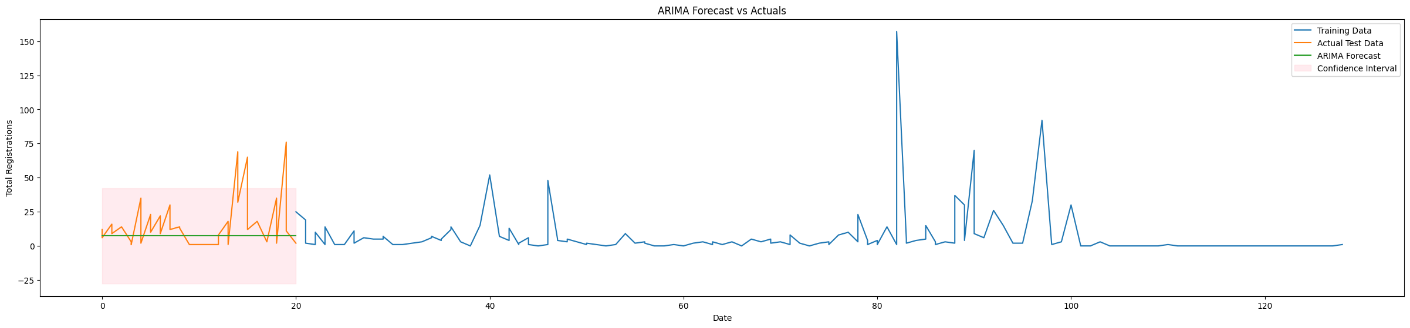 ARIMA Forecast vs Actuals
Training Data
Actual Test Data
ARIMA Forecast
Confidence Interval
Total Registrations
150
125
100
75
50
25
0
−25
0 20 40 60 80 100 120
Date